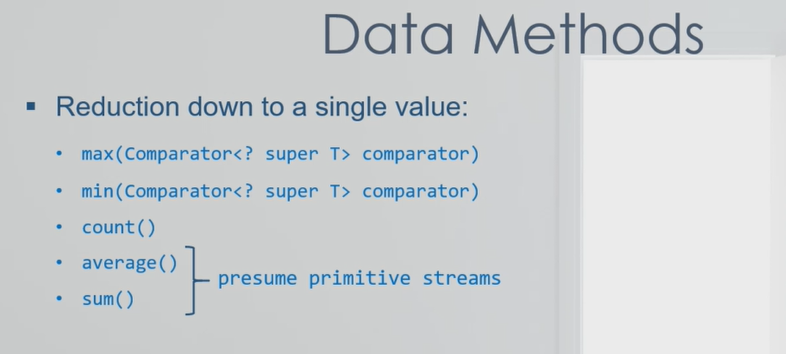 Data Methods
▪ Reduction down to a single value:
• max(Comparator<? super T> comparator)
• min(Comparator<? super T> comparator)
• count()
• average()
presume primitive streams
• sum()